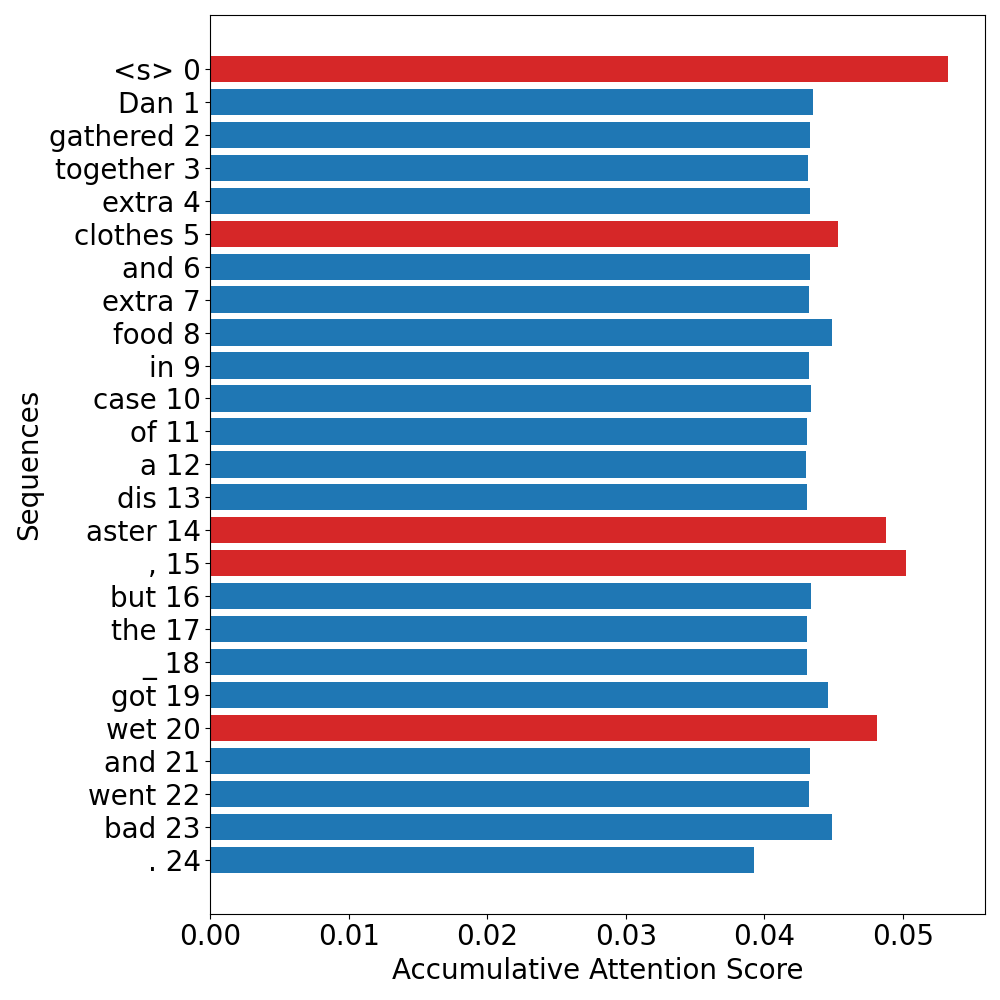 <s> 0
Dan 1
gathered 2
together 3
extra 4
clothes 5
and 6
extra 7
food 8
in 9
case 10
of 11
a 12
dis 13
aster 14
, 15
but 16
the 17
_ 18
got 19
wet 20
and 21
went 22
bad 23
. 24
Sequences
0.00 0.01 0.02 0.03 0.04 0.05
Accumulative Attention Score